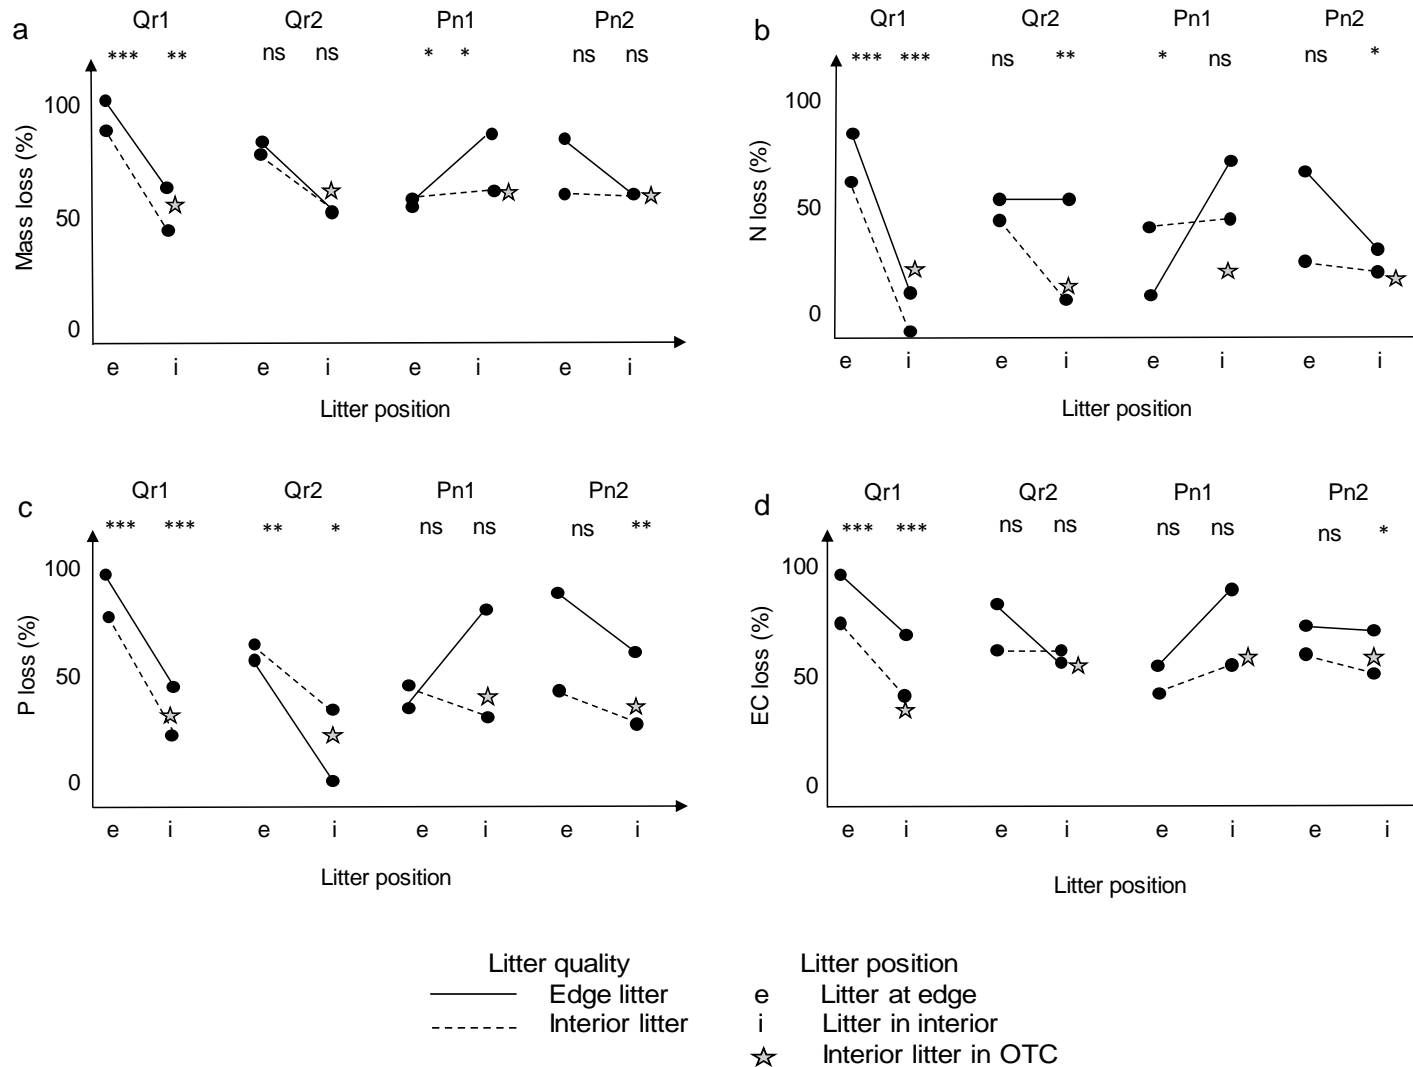 a
Qr1 Qr2 Pn1 Pn2
*** ** ns ns * * ns ns
Mass loss (%)
100
50
0
e i e i e i e i
Litter position
b
Qr1 Qr2 Pn1 Pn2
*** *** ns ** * ns ns *
N loss (%)
100
50
0
e i e i e i e i
Litter position
c
Qr1 Qr2 Pn1 Pn2
*** *** ** * ns ns ns **
P loss (%)
100
50
0
e i e i e i e i
Litter position
d
Qr1 Qr2 Pn1 Pn2
*** *** ns ns ns ns ns *
EC loss (%)
100
50
0
e i e i e i e i
Litter position
Litter quality
Edge litter
Interior litter
Litter position
e Litter at edge
i Litter in interior
Interior litter in OTC